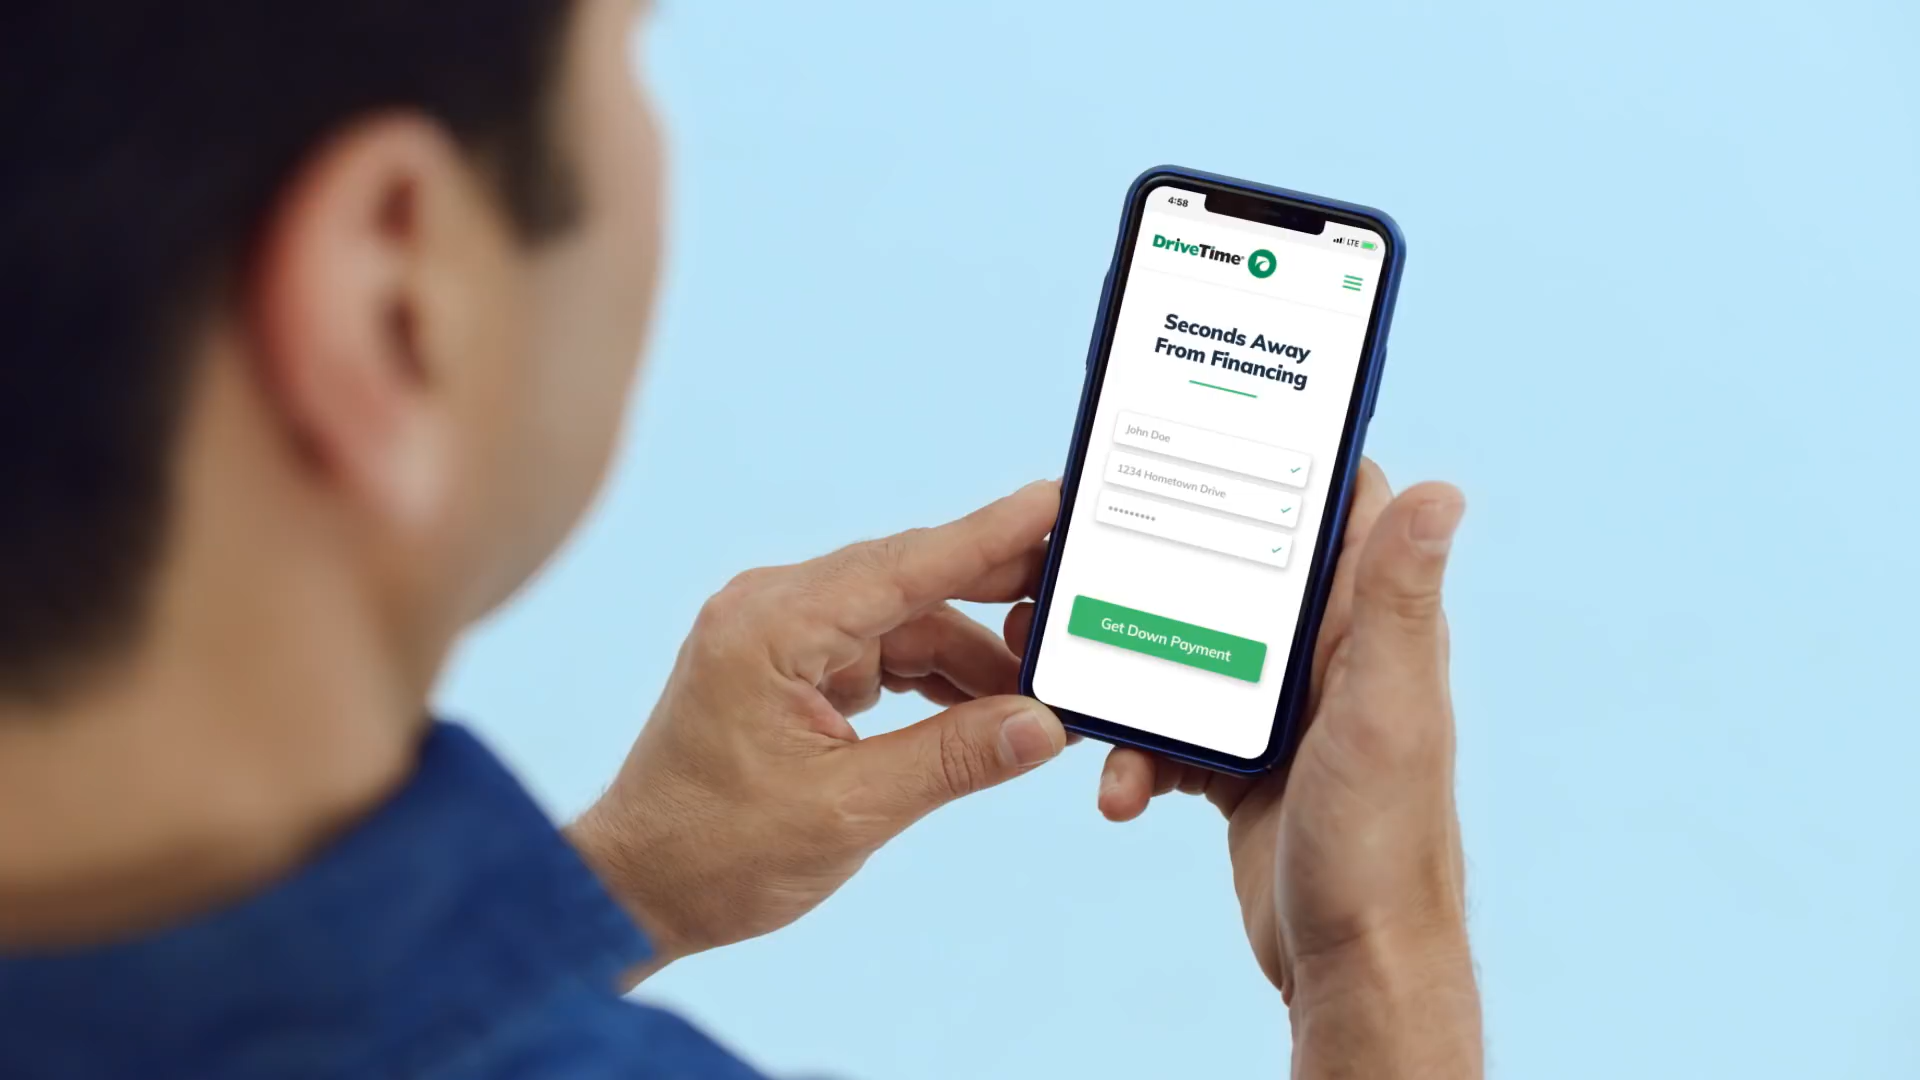 4:58
LTE
DriveTime®
Seconds Away
From Financing
John Doe
1234 Hometown Drive
•••••••••
Get Down Payment